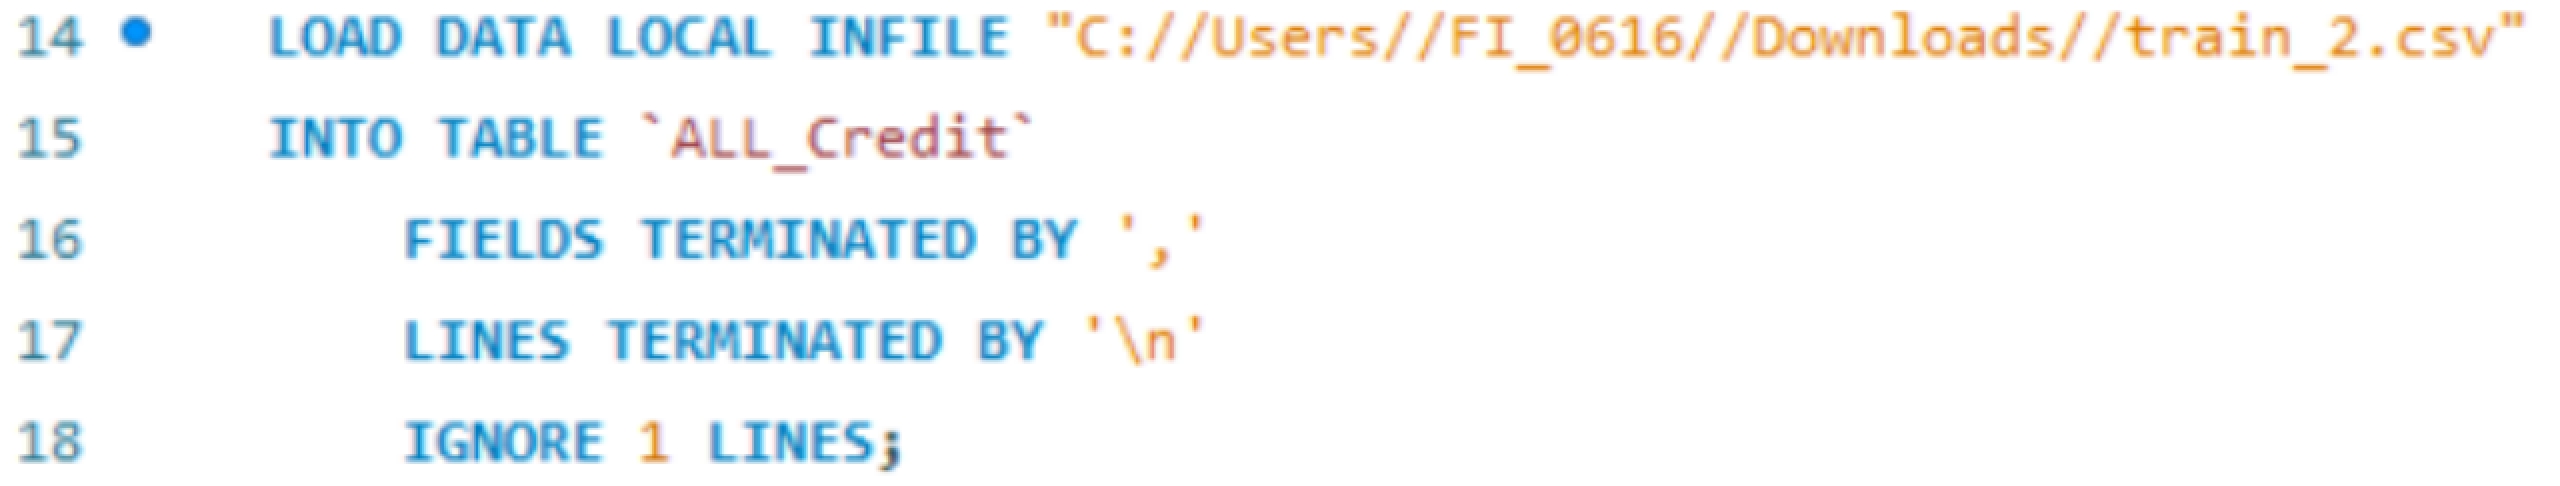 14 LOAD DATA LOCAL INFILE "C://Users//FI_0616//Downloads//train_2.csv"
15 INTO TABLE `ALL_Credit`
16 FIELDS TERMINATED BY ','
17 LINES TERMINATED BY '\n'
18 IGNORE 1 LINES;